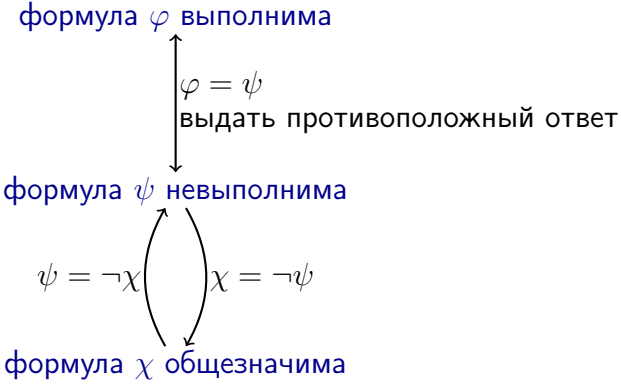 формула φ выполнима
φ = ψ
выдать противоположный ответ
формула ψ невыполнима
ψ = ¬χ
χ = ¬ψ
формула χ общезначима